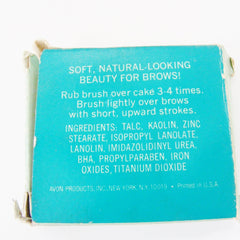 SOFT, NATURAL-LOOKING
BEAUTY FOR BROWS!
Rub brush over cake 3-4 times.
Brush lightly over brows
with short, upward strokes.
INGREDIENTS: TALC, KAOLIN, ZINC
STEARATE, ISOPROPYL LANOLATE,
LANOLIN, IMIDAZOLIDINYL UREA,
BHA, PROPYLPARABEN, IRON
OXIDES, TITANIUM DIOXIDE
AVON PRODUCTS, INC., NEW YORK, N.Y. 10019 • Printed in U.S.A.